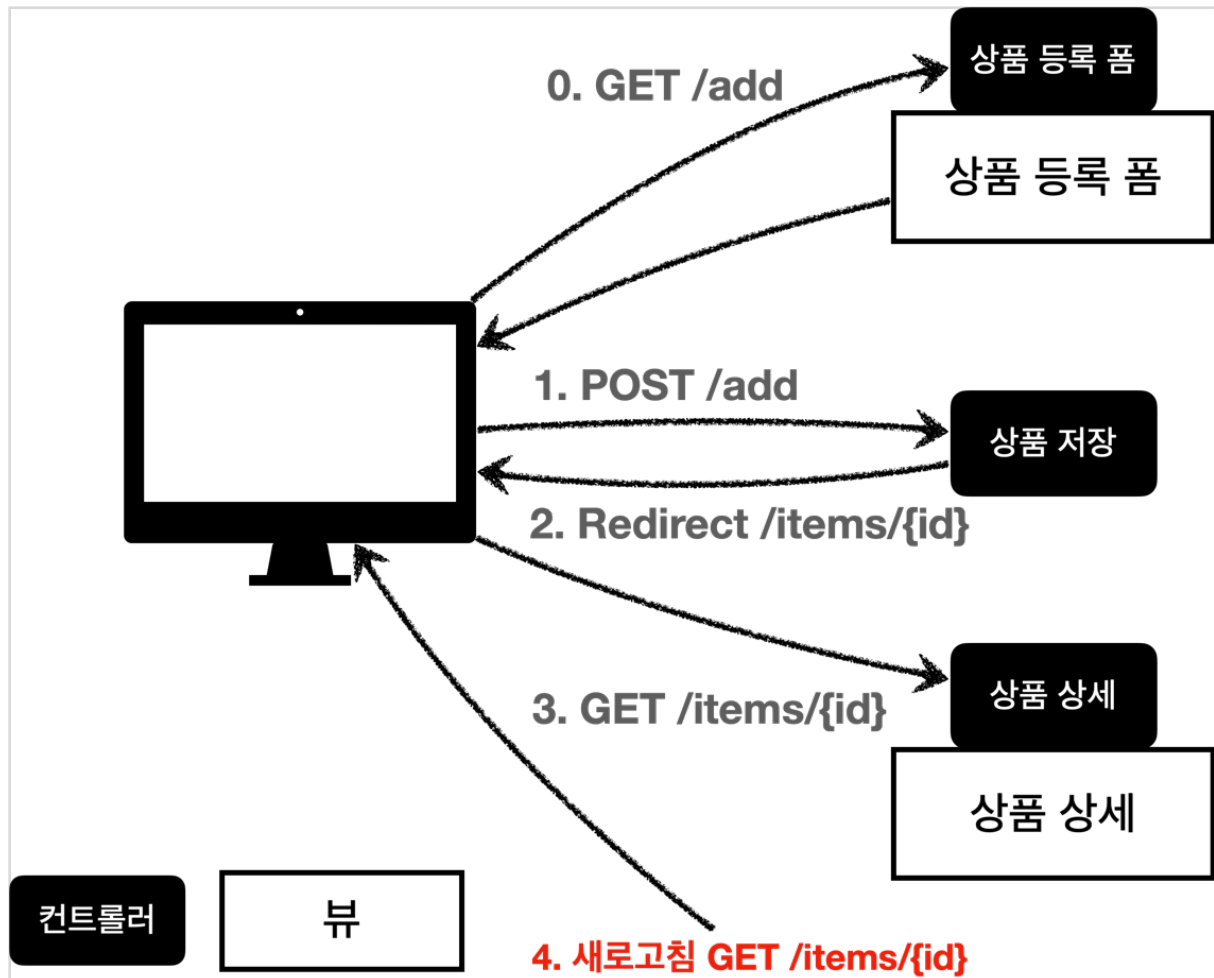 상품 등록 폼
0. GET /add
상품 등록 폼
1. POST /add
상품 저장
2. Redirect /items/{id}
상품 상세
3. GET /items/{id}
상품 상세
컨트롤러
뷰
4. 새로고침 GET /items/{id}